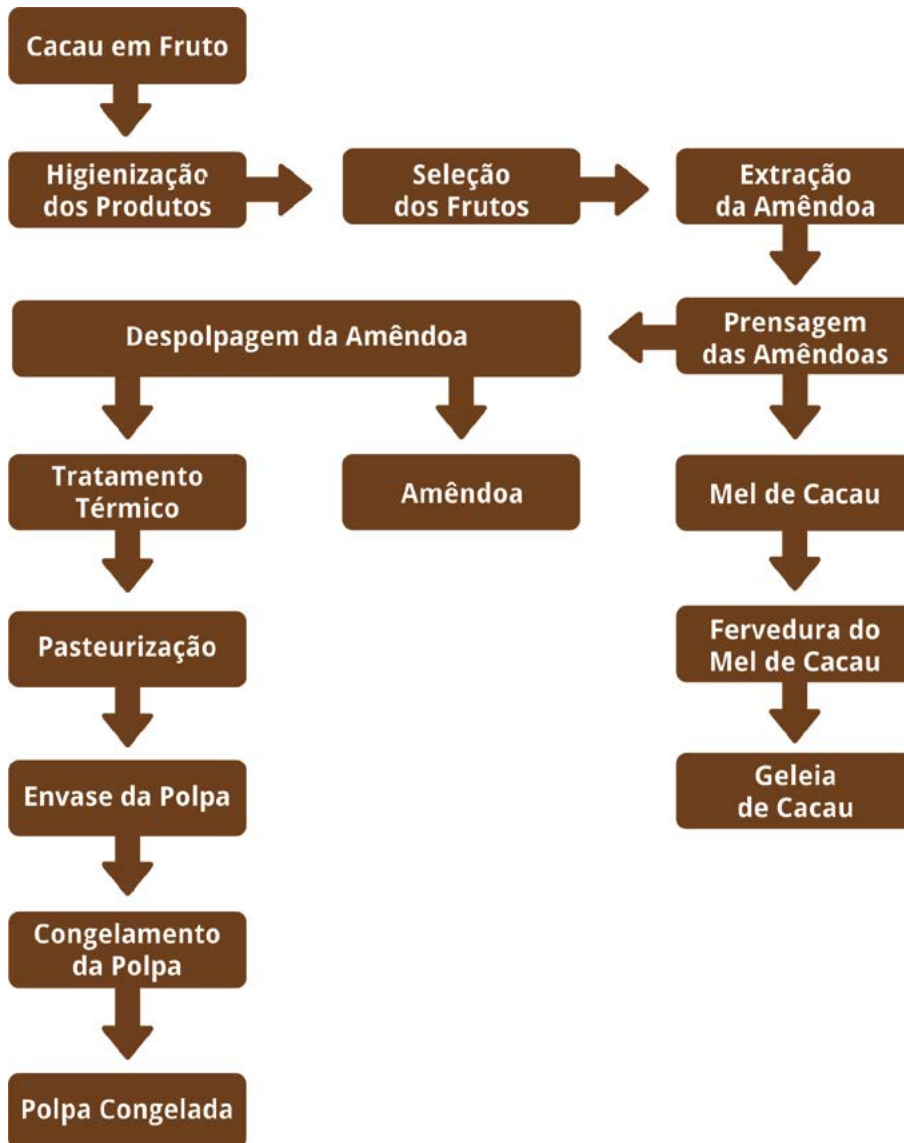 Cacau em Fruto
Higienização
dos Produtos
Seleção
dos Frutos
Extração
da Amêndoa
Prensagem
das Amêndoas
Despolpagem da Amêndoa
Tratamento
Térmico
Amêndoa
Mel de Cacau
Pasteurização
Fervedura do
Mel de Cacau
Envase da Polpa
Geleia
de Cacau
Congelamento
da Polpa
Polpa Congelada